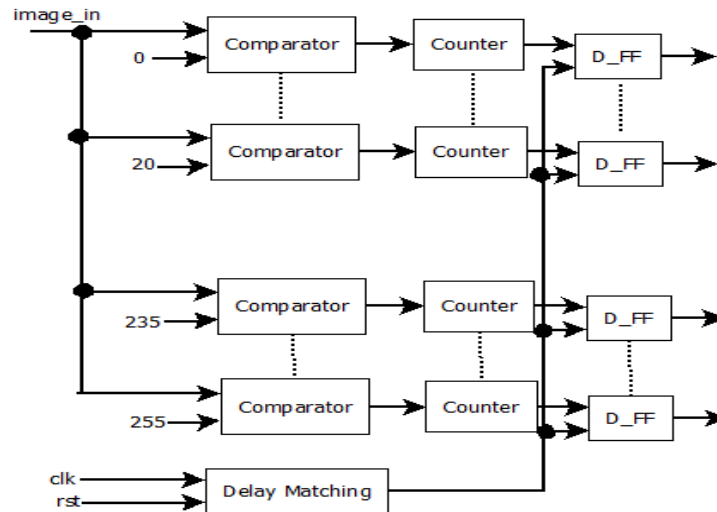 image_in
0
Comparator
Counter
D_FF
20
Comparator
Counter
D_FF
235
Comparator
Counter
D_FF
255
Comparator
Counter
D_FF
clk
rst
Delay Matching